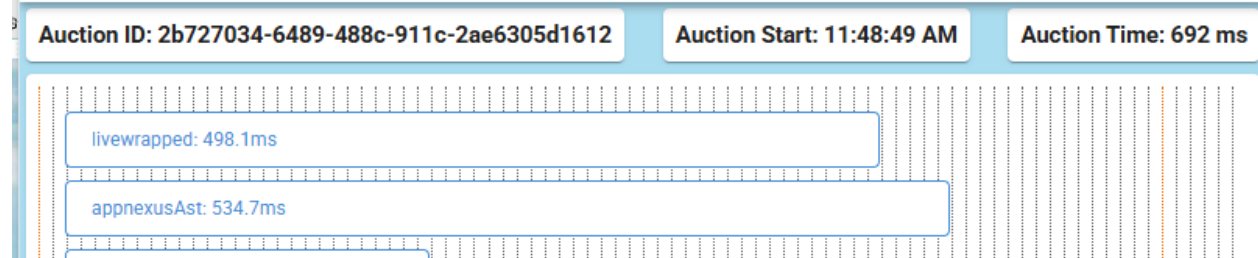 Auction ID: 2b727034-6489-488c-911c-2ae6305d1612 Auction Start: 11:48:49 AM Auction Time: 692 ms
livewrapped: 498.1ms
appnexusAst: 534.7ms